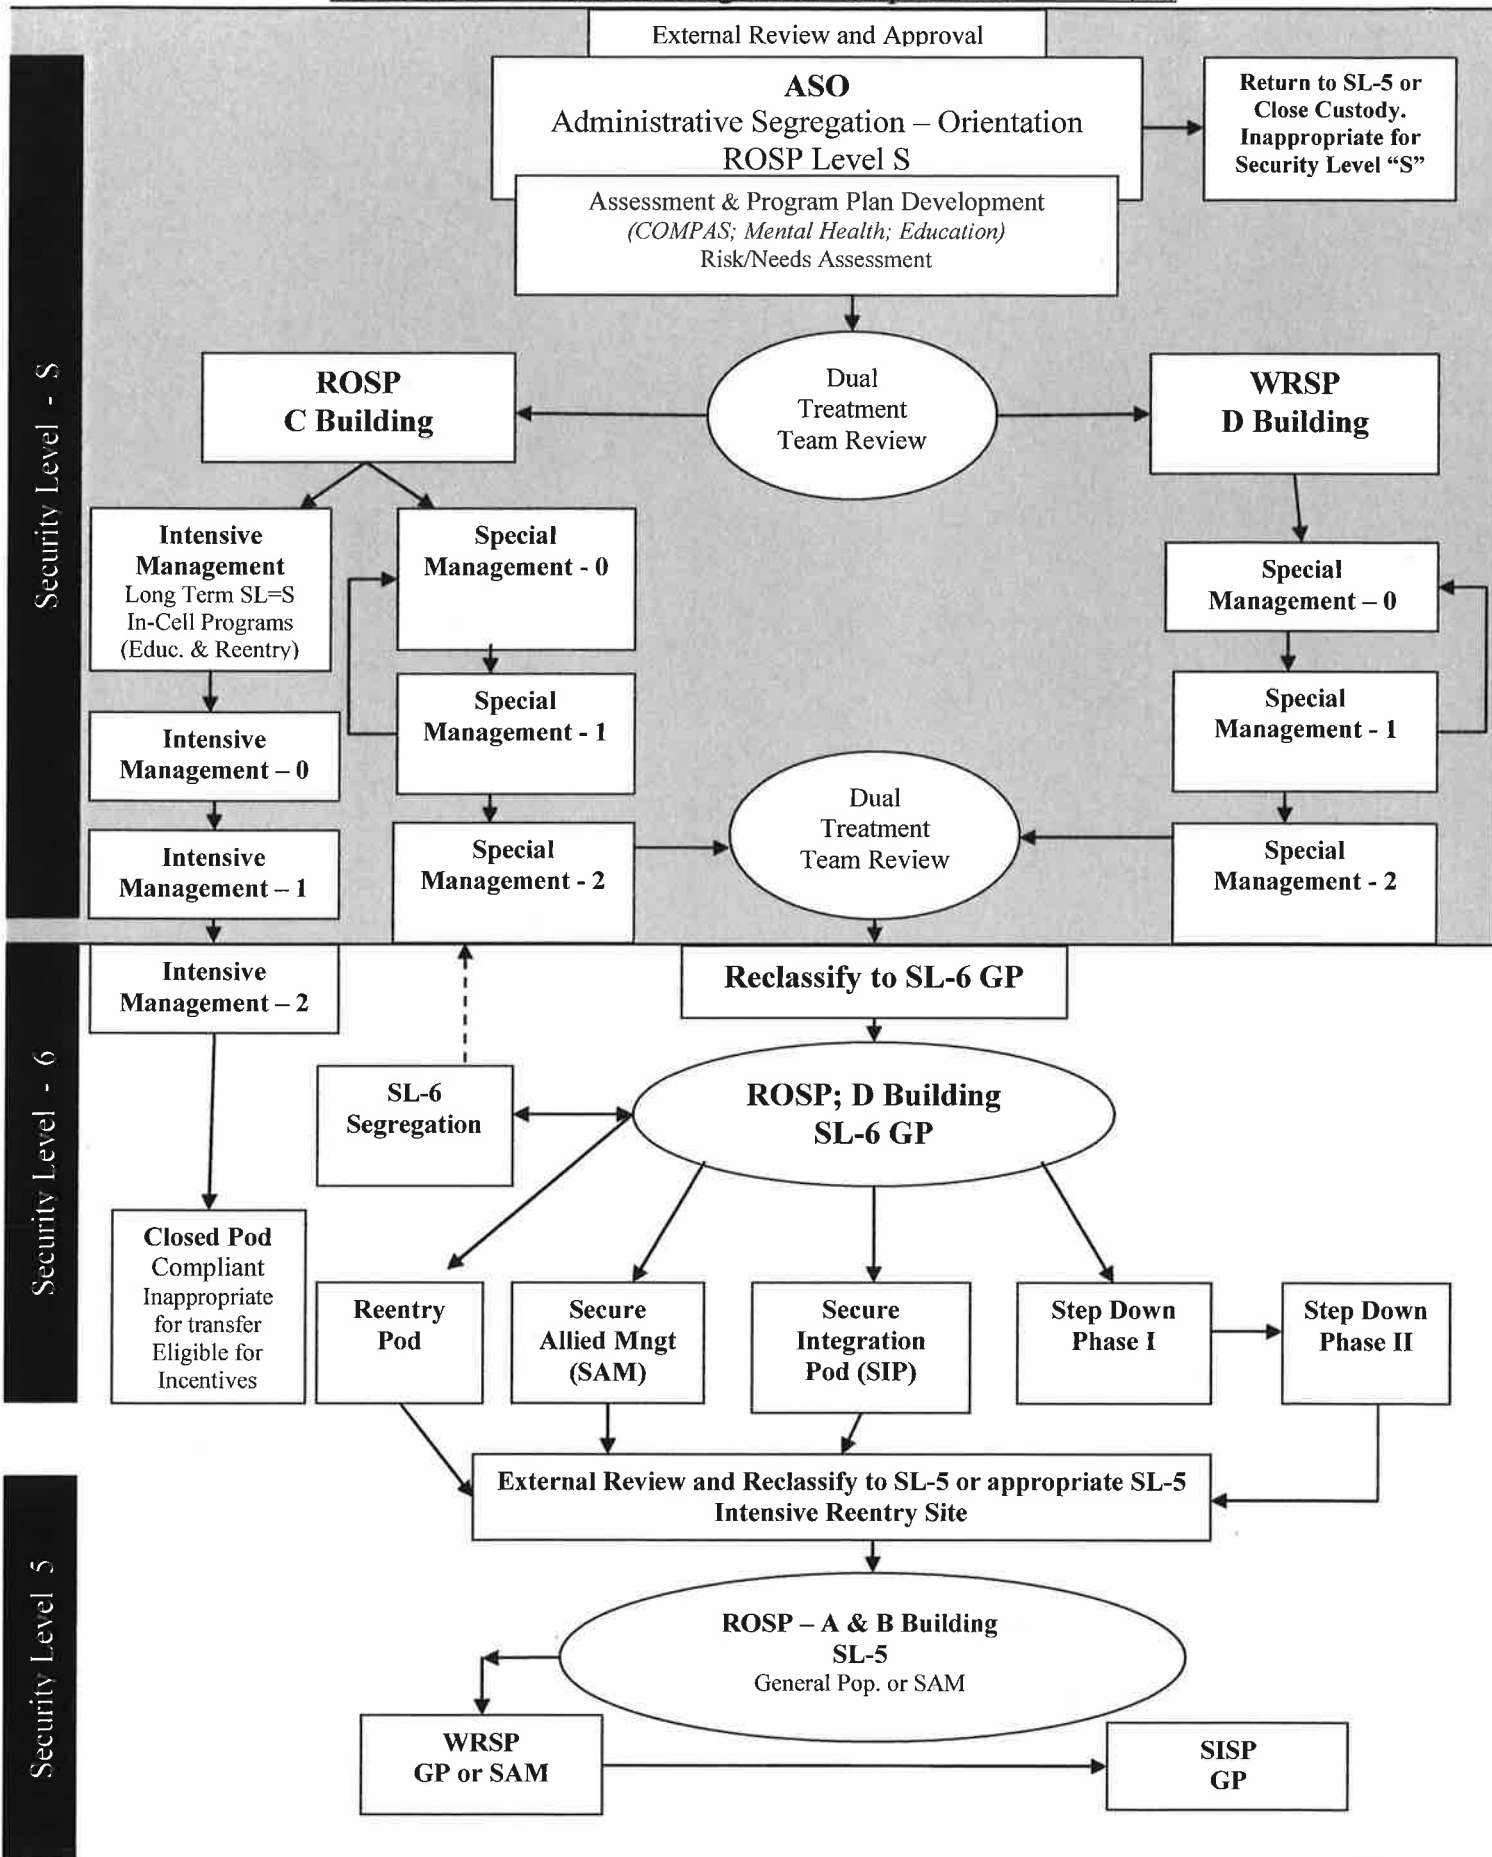 External Review and Approval
ASO
Administrative Segregation – Orientation
ROSP Level S
Return to SL-5 or
Close Custody.
Inappropriate for
Security Level “S”
Assessment & Program Plan Development
(COMPAS; Mental Health; Education)
Risk/Needs Assessment
Security Level - S
ROSP
C Building
Dual
Treatment
Team Review
WRSP
D Building
Intensive
Management
Long Term SL=S
In-Cell Programs
(Educ. & Reentry)
Special
Management - 0
Special
Management – 0
Intensive
Management – 0
Special
Management - 1
Special
Management - 1
Intensive
Management – 1
Special
Management - 2
Dual
Treatment
Team Review
Special
Management - 2
Security Level - 6
Intensive
Management – 2
Reclassify to SL-6 GP
SL-6
Segregation
ROSP; D Building
SL-6 GP
Closed Pod
Compliant
Inappropriate
for transfer
Eligible for
Incentives
Reentry
Pod
Secure
Allied Mngt
(SAM)
Secure
Integration
Pod (SIP)
Step Down
Phase I
Step Down
Phase II
Security Level 5
External Review and Reclassify to SL-5 or appropriate SL-5
Intensive Reentry Site
ROSP – A & B Building
SL-5
General Pop. or SAM
WRSP
GP or SAM
SISP
GP